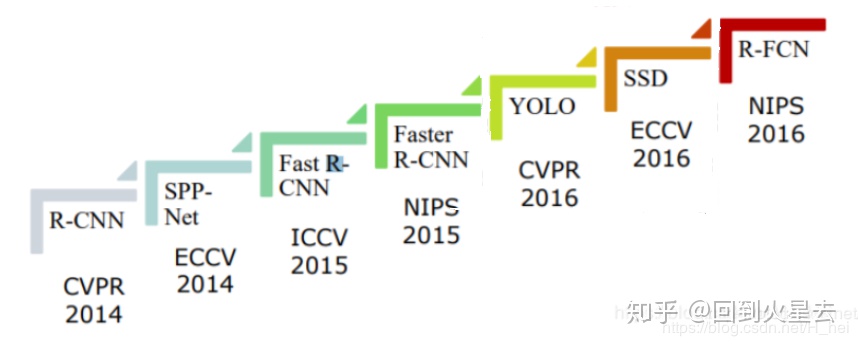 R-CNN
CVPR
2014
SPP-
Net
ECCV
2014
Fast R-
CNN
ICCV
2015
Faster
R-CNN
NIPS
2015
YOLO
CVPR
2016
SSD
ECCV
2016
R-FCN
NIPS
2016
知乎 @回到火星去
https://blog.csdn.net/H_hei